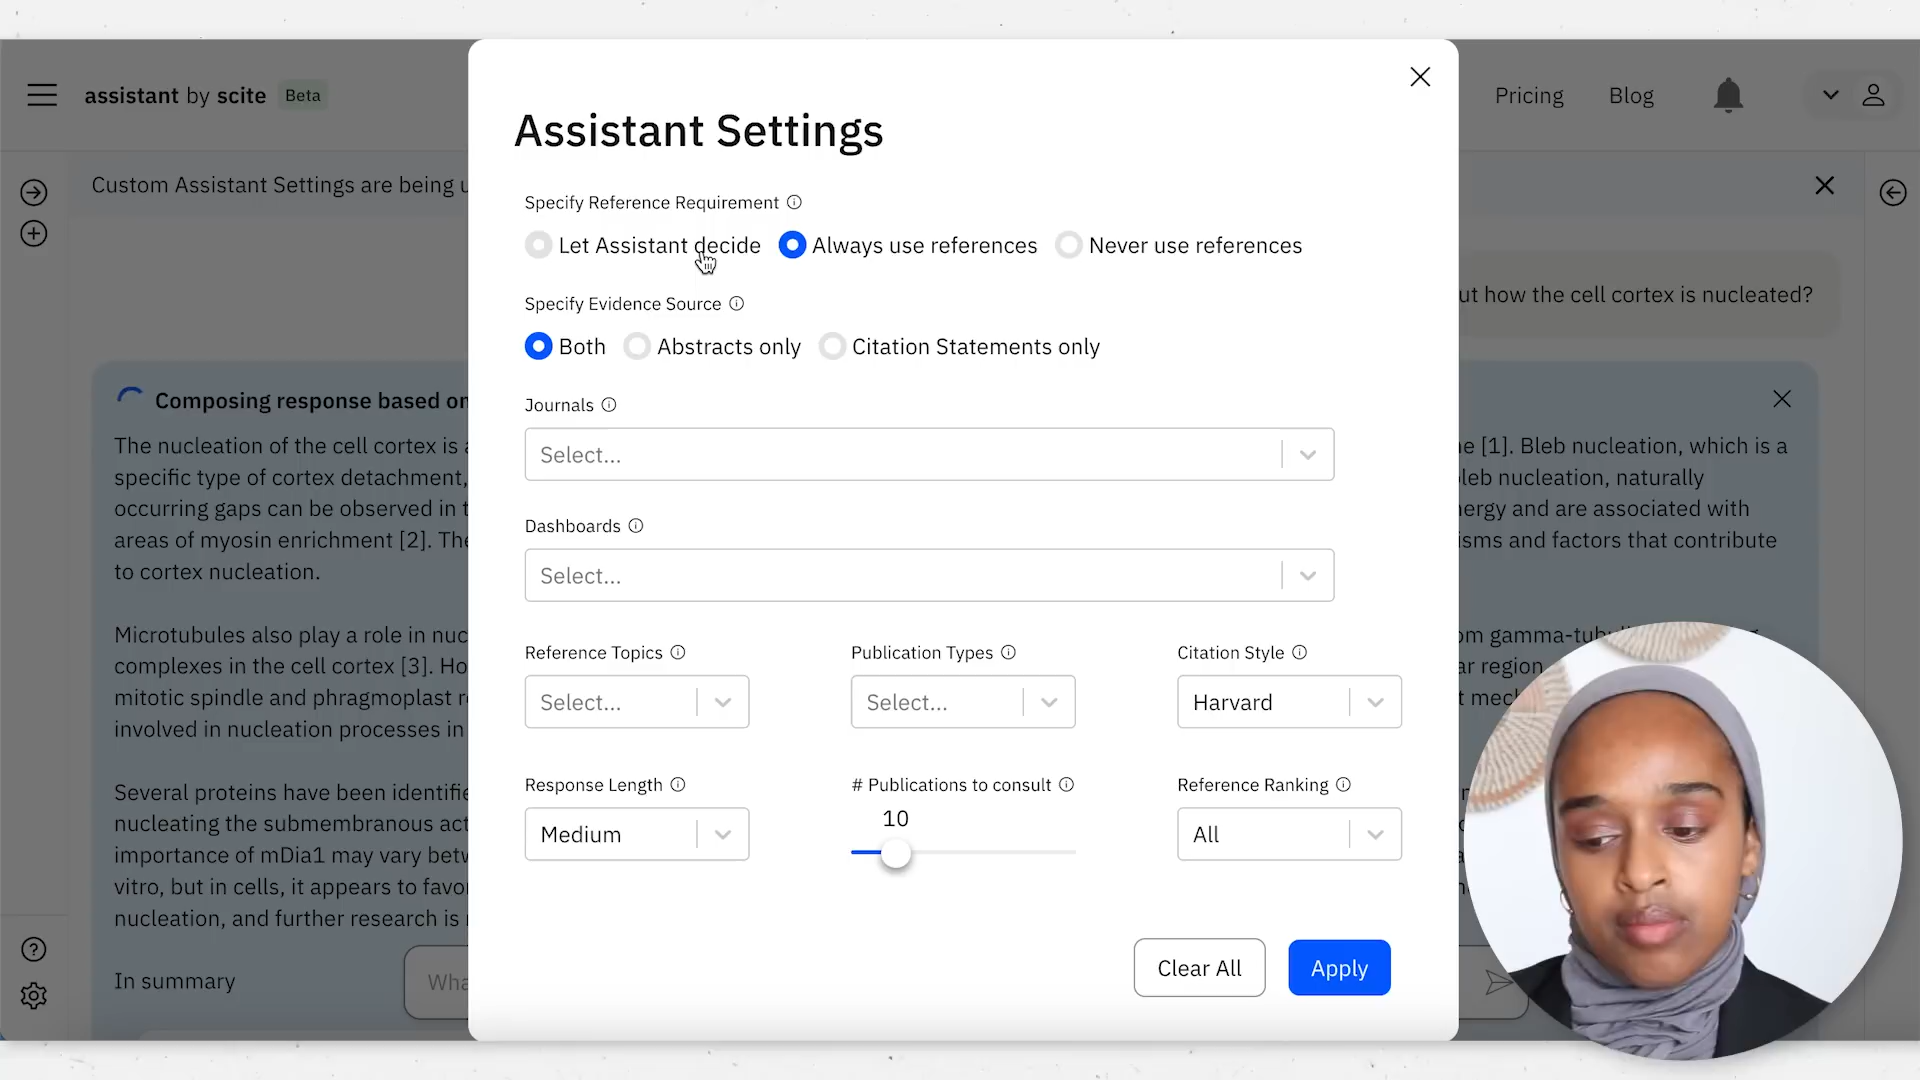 assistant by scite Beta
Pricing
Blog
Custom Assistant Settings are being u
Assistant Settings
Specify Reference Requirement
Let Assistant decide
Always use references
Never use references
Specify Evidence Source
Both
Abstracts only
Citation Statements only
Journals
Select...
Dashboards
Select...
Reference Topics
Select...
Publication Types
Select...
Citation Style
Harvard
Response Length
Medium
# Publications to consult
10
Reference Ranking
All
Clear All
Apply
ut how the cell cortex is nucleated?
Composing response based on
The nucleation of the cell cortex is
specific type of cortex detachment,
occurring gaps can be observed in
areas of myosin enrichment [2]. The
to cortex nucleation.
Microtubules also play a role in nuc
complexes in the cell cortex [3]. Ho
mitotic spindle and phragmoplast
involved in nucleation processes in
Several proteins have been identifie
nucleating the submembranous act
importance of mDia1 may vary betw
vitro, but in cells, it appears to favo
nucleation, and further research is
In summary
Wha
e [1]. Bleb nucleation, which is a
leb nucleation, naturally
ergy and are associated with
isms and factors that contribute
om gamma-tubu
ar region
t mec